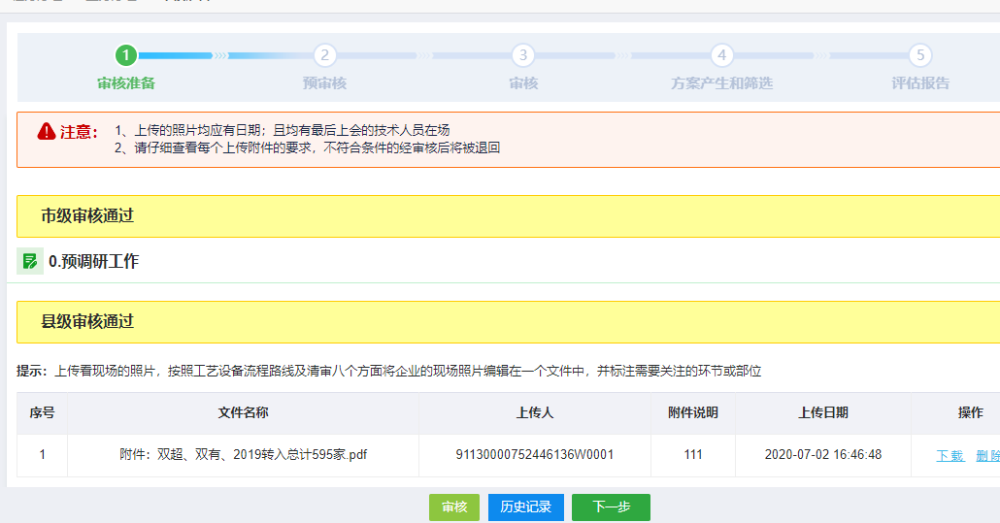 1
2
3
4
5
审核准备
预审核
审核
方案产生和筛选
评估报告
注意：
1、上传的照片均应有日期；且均有最后上会的技术人员在场
2、请仔细查看每个上传附件的要求，不符合条件的经审核后将被退回
市级审核通过
0.预调研工作
县级审核通过
提示：上传看现场的照片，按照工艺设备流程路线及清审八个方面将企业的现场照片编辑在一个文件中，并标注需要关注的环节或部位
序号 文件名称 上传人 附件说明 上传日期 操作
1 附件：双超、双有、2019转入总计595家.pdf 91130000752446136W0001 111 2020-07-02 16:46:48 下载 删除
审核 历史记录 下一步